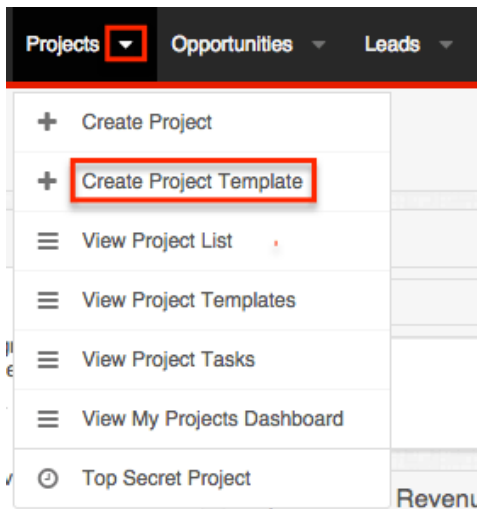 Projects Opportunities Leads
Create Project
Create Project Template
View Project List
View Project Templates
View Project Tasks
View My Projects Dashboard
Top Secret Project